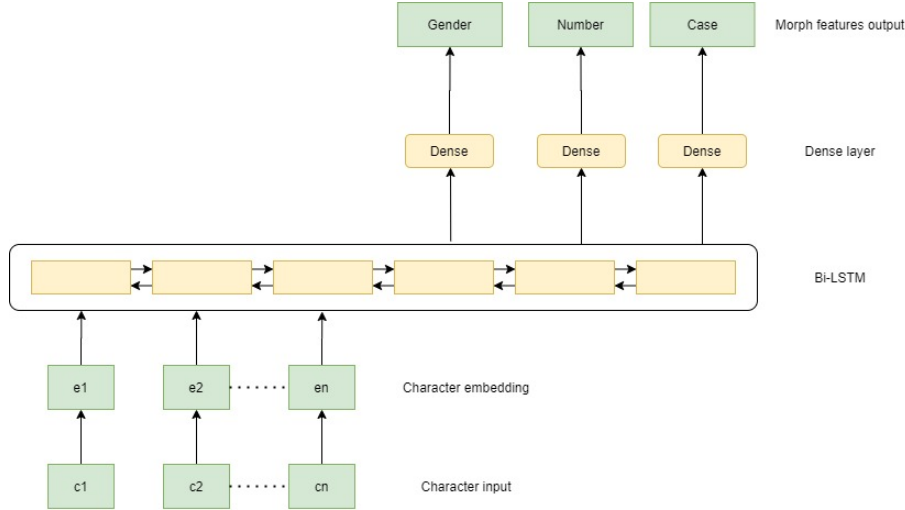 Gender Number Case Morph features output
Dense Dense Dense Dense layer
Bi-LSTM
e1 e2 en Character embedding
c1 c2 cn Character input